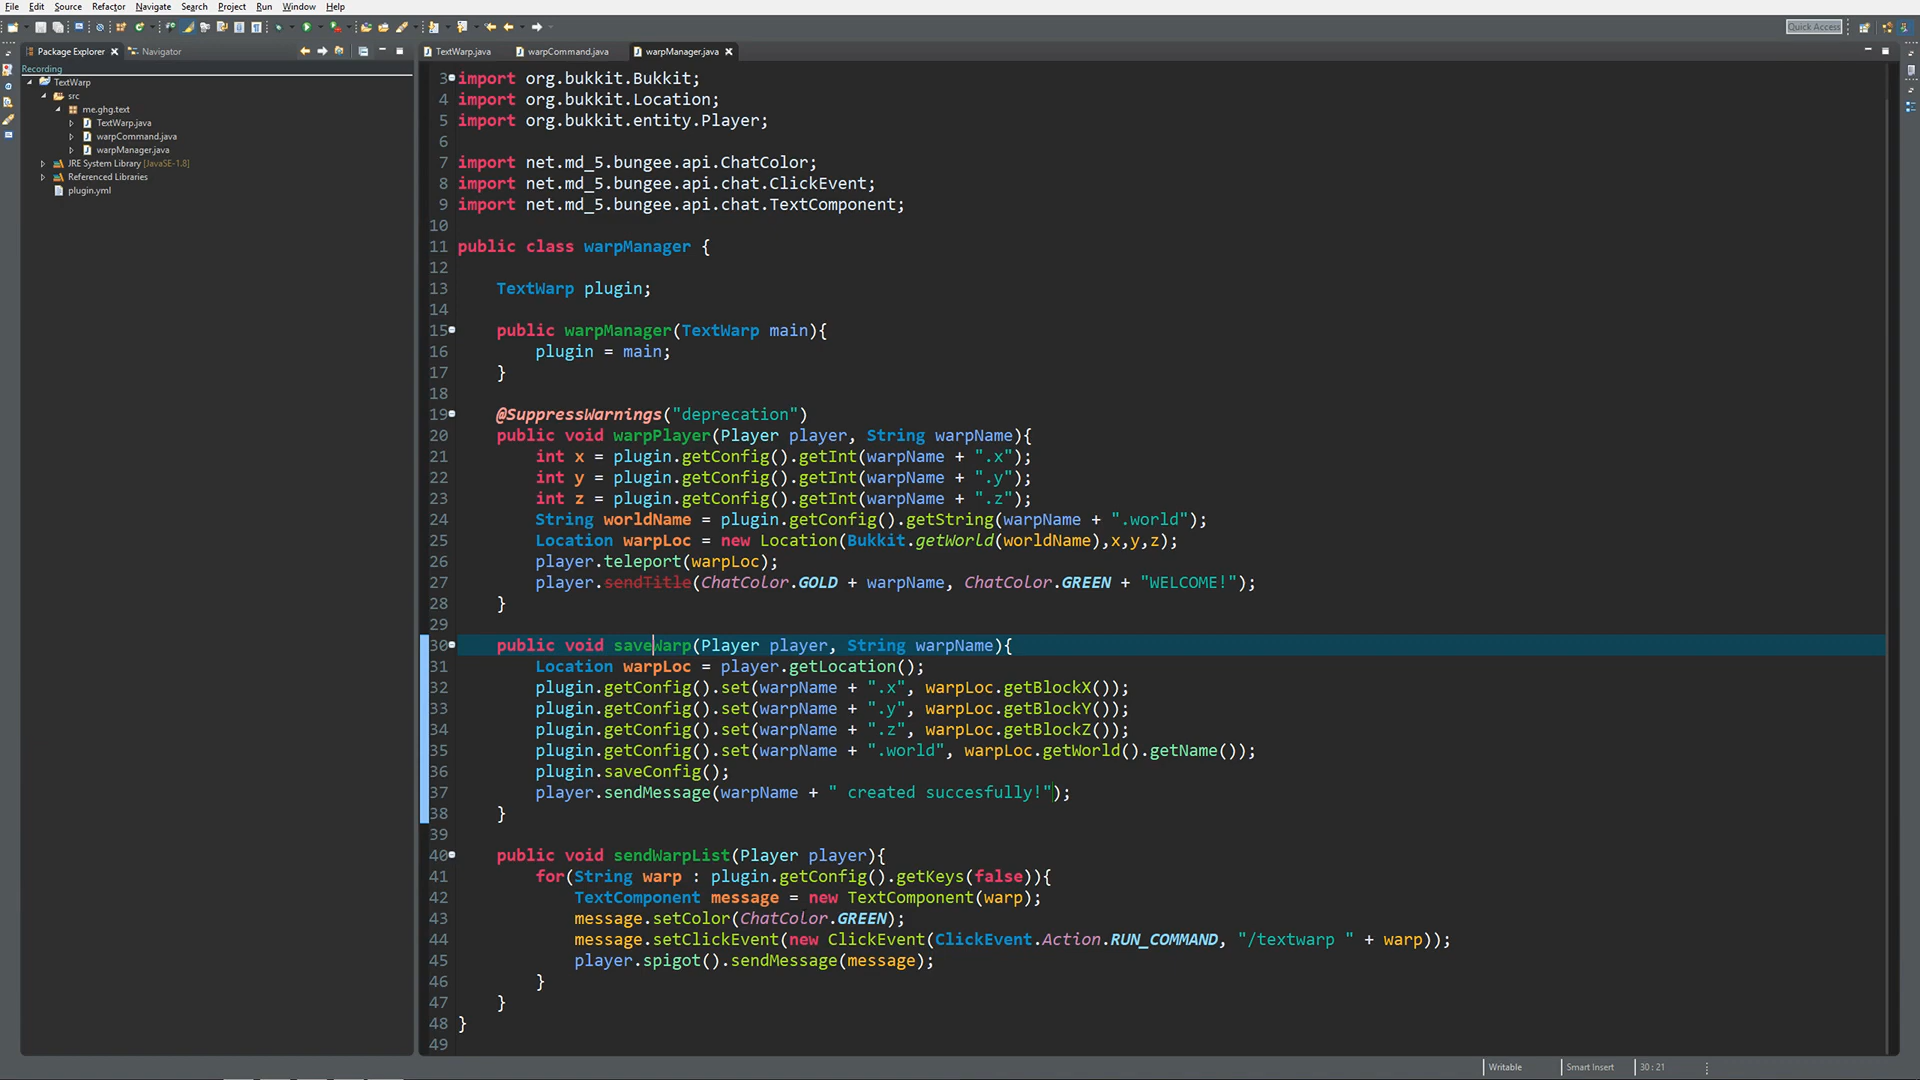 File Edit Source Refactor Navigate Search Project Run Window Help
Quick Access
Package Explorer Navigator
TextWarp.java warpCommand.java warpManager.java
Recording
TextWarp
src
me.ghg.text
TextWarp.java
warpCommand.java
warpManager.java
JRE System Library [JavaSE-1.8]
Referenced Libraries
plugin.yml
3 import org.bukkit.Bukkit;
4 import org.bukkit.Location;
5 import org.bukkit.entity.Player;
6
7 import net.md_5.bungee.api.ChatColor;
8 import net.md_5.bungee.api.chat.ClickEvent;
9 import net.md_5.bungee.api.chat.TextComponent;
10
11 public class warpManager {
12
13 TextWarp plugin;
14
15 public warpManager(TextWarp main){
16 plugin = main;
17 }
18
19 @SuppressWarnings("deprecation")
20 public void warpPlayer(Player player, String warpName){
21 int x = plugin.getConfig().getInt(warpName + ".x");
22 int y = plugin.getConfig().getInt(warpName + ".y");
23 int z = plugin.getConfig().getInt(warpName + ".z");
24 String worldName = plugin.getConfig().getString(warpName + ".world");
25 Location warpLoc = new Location(Bukkit.getWorld(worldName),x,y,z);
26 player.teleport(warpLoc);
27 player.sendTitle(ChatColor.GOLD + warpName, ChatColor.GREEN + "WELCOME!");
28 }
29
30 public void saveWarp(Player player, String warpName){
31 Location warpLoc = player.getLocation();
32 plugin.getConfig().set(warpName + ".x", warpLoc.getBlockX());
33 plugin.getConfig().set(warpName + ".y", warpLoc.getBlockY());
34 plugin.getConfig().set(warpName + ".z", warpLoc.getBlockZ());
35 plugin.getConfig().set(warpName + ".world", warpLoc.getWorld().getName());
36 plugin.saveConfig();
37 player.sendMessage(warpName + " created succesfully!");
38 }
39
40 public void sendWarpList(Player player){
41 for(String warp : plugin.getConfig().getKeys(false)){
42 TextComponent message = new TextComponent(warp);
43 message.setColor(ChatColor.GREEN);
44 message.setClickEvent(new ClickEvent(ClickEvent.Action.RUN_COMMAND, "/textwarp " + warp));
45 player.spigot().sendMessage(message);
46 }
47 }
48 }
49
Writable Smart Insert 30 : 21